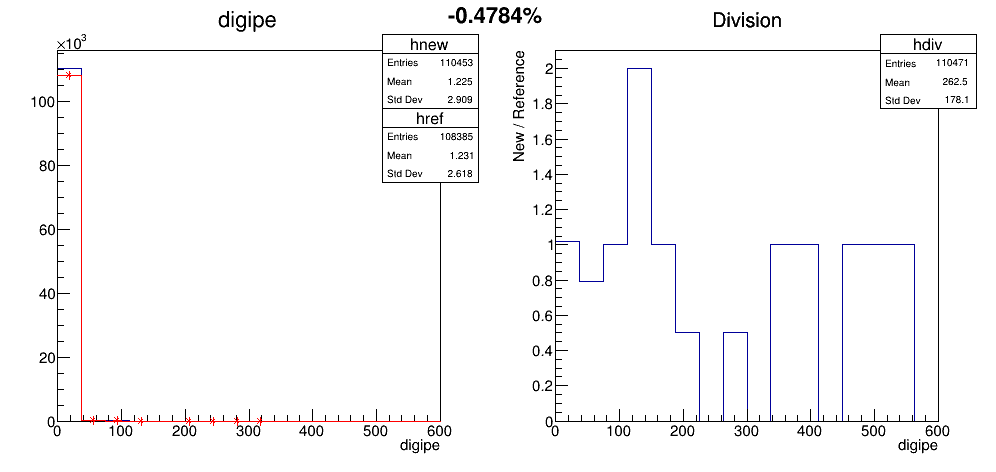 -0.4784%
digipe
×10³
hnew
Entries 110453
Mean 1.225
Std Dev 2.909
href
Entries 108385
Mean 1.231
Std Dev 2.618
100
80
60
40
20
0
0 100 200 300 400 500 600
digipe
Division
hdiv
Entries 110471
Mean 262.5
Std Dev 178.1
New / Reference
2
1.8
1.6
1.4
1.2
1
0.8
0.6
0.4
0.2
0
0 100 200 300 400 500 600
digipe